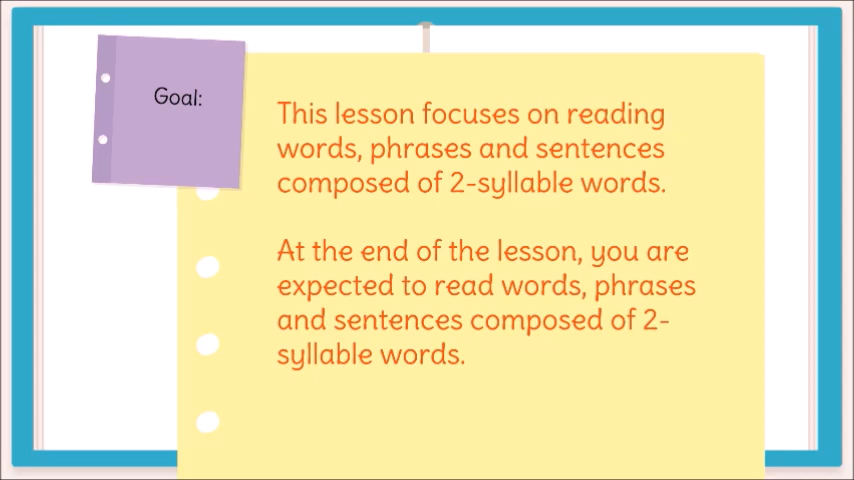 Goal:
This lesson focuses on reading
words, phrases and sentences
composed of 2-syllable words.
At the end of the lesson, you are
expected to read words, phrases
and sentences composed of 2-
syllable words.